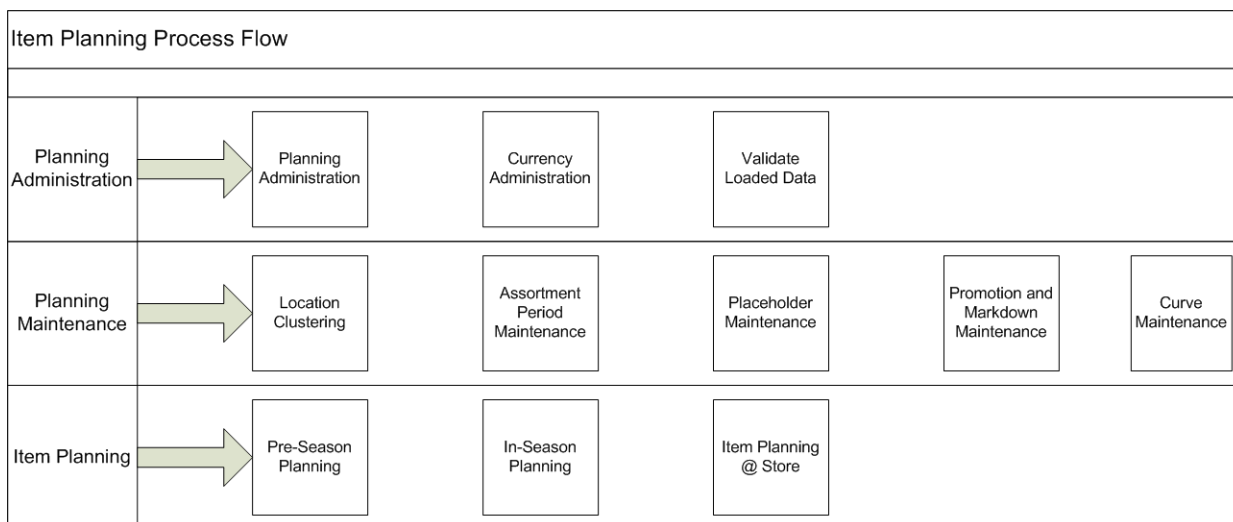 Item Planning Process Flow
Planning
Administration
Planning
Administration
Currency
Administration
Validate
Loaded Data
Planning
Maintenance
Location
Clustering
Assortment
Period
Maintenance
Placeholder
Maintenance
Promotion and
Markdown
Maintenance
Curve
Maintenance
Item Planning
Pre-Season
Planning
In-Season
Planning
Item Planning
@ Store